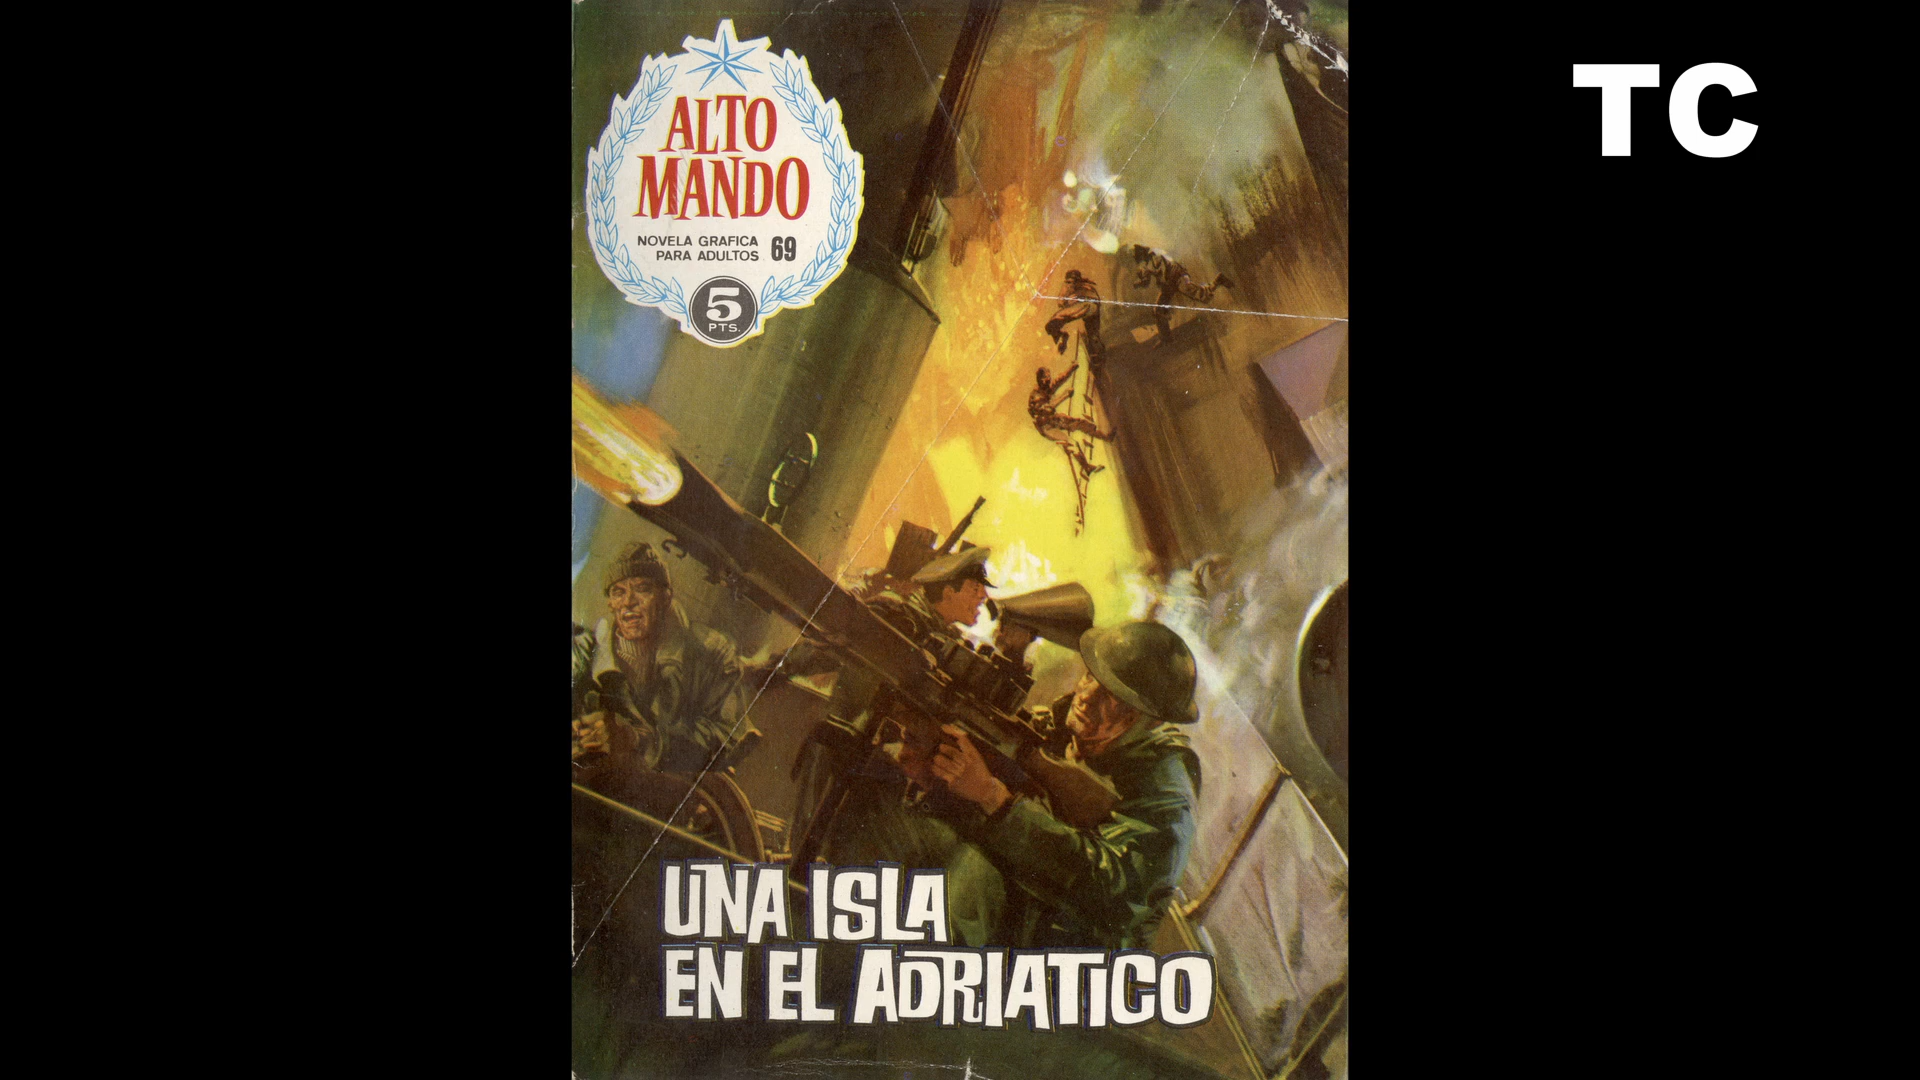 ALTO
MANDO
NOVELA GRAFICA
PARA ADULTOS 69
5
PTS.
TC
UNA ISLA
EN EL ADRIATICO